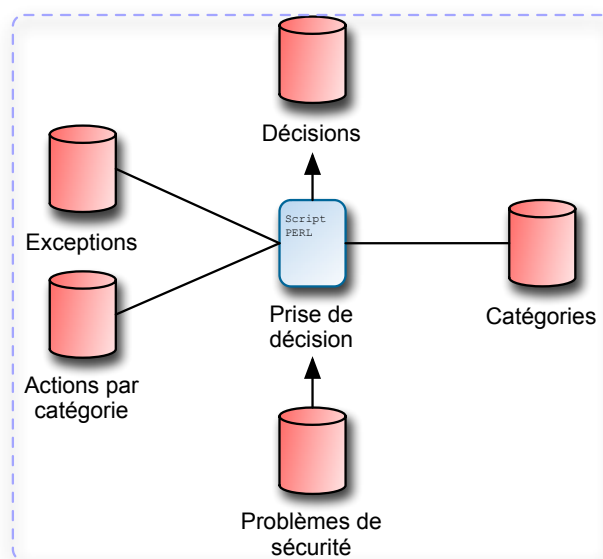 Décisions
Exceptions
Script
PERL
Prise de
décision
Catégories
Actions par
catégorie
Problèmes de
sécurité